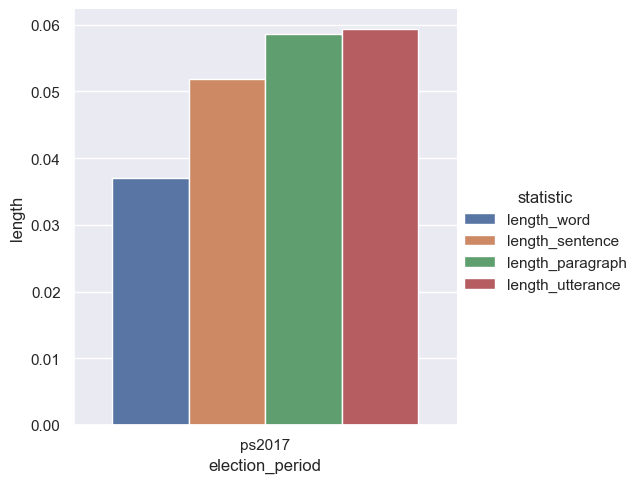 0.06
0.05
0.04
0.03
0.02
0.01
0.00
length
ps2017
election_period
statistic
length_word
length_sentence
length_paragraph
length_utterance